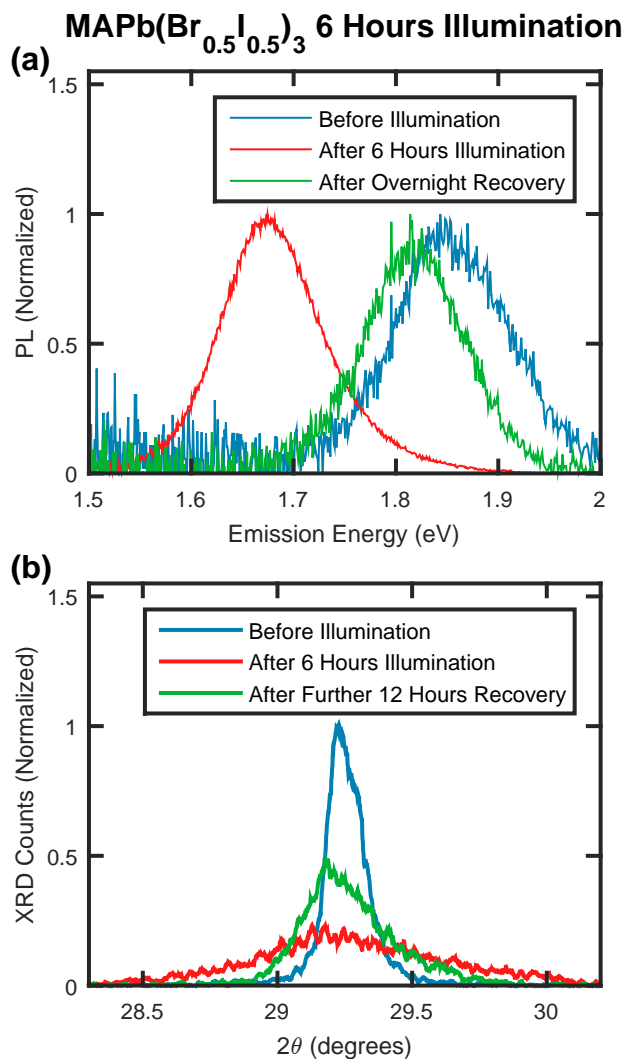 MAPb(Br0.5I0.5)3 6 Hours Illumination
(a)
1.5
1
0.5
0
PL (Normalized)
Before Illumination
After 6 Hours Illumination
After Overnight Recovery
1.5 1.6 1.7 1.8 1.9 2
Emission Energy (eV)
(b)
1.5
1
0.5
0
XRD Counts (Normalized)
Before Illumination
After 6 Hours Illumination
After Further 12 Hours Recovery
28.5 29 29.5 30
2θ (degrees)